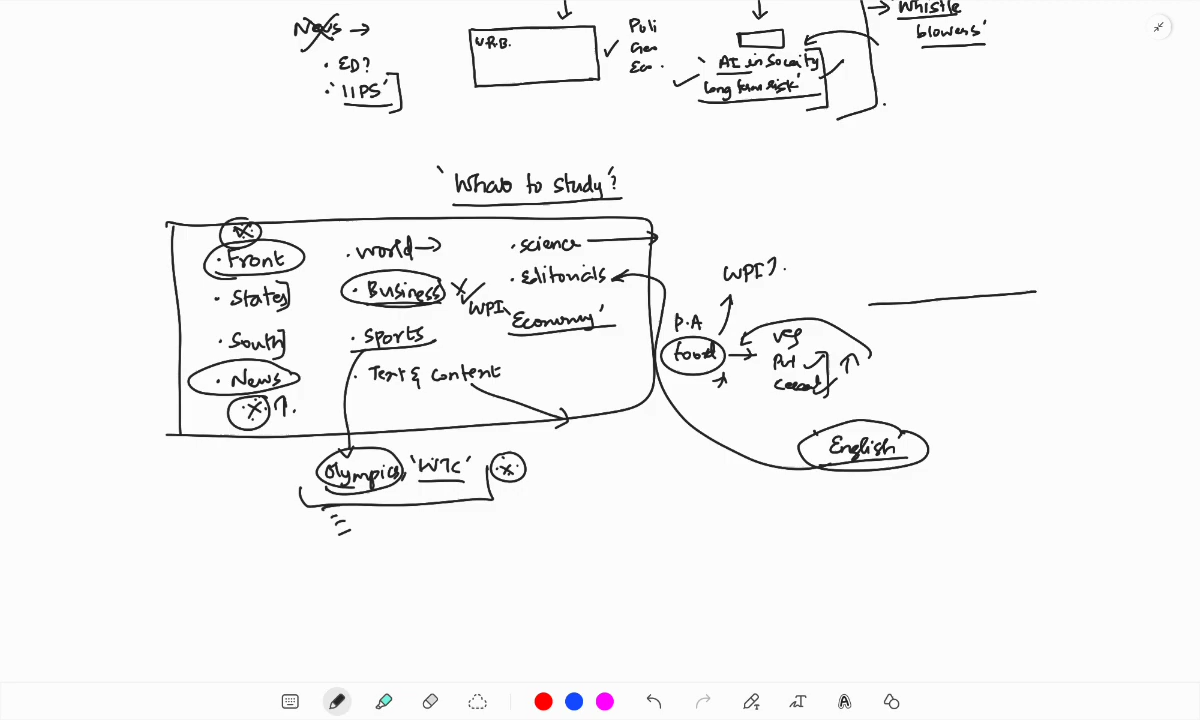 News →
· ED?
· 'IIPS'
U.P.B.
Poli
Geo
Eco.
'AI in Society
long term risk'
→ 'Whistle
blowers'
'What to study'?
· Front
· States
· South
· News
· World →
· Business
WPI
· Sports
· Text & Content
· Science
· Editorials
Economy'
Olympics, 'WTC'
WPI↑.
P.A
food →
veg
Pul
cereal
English